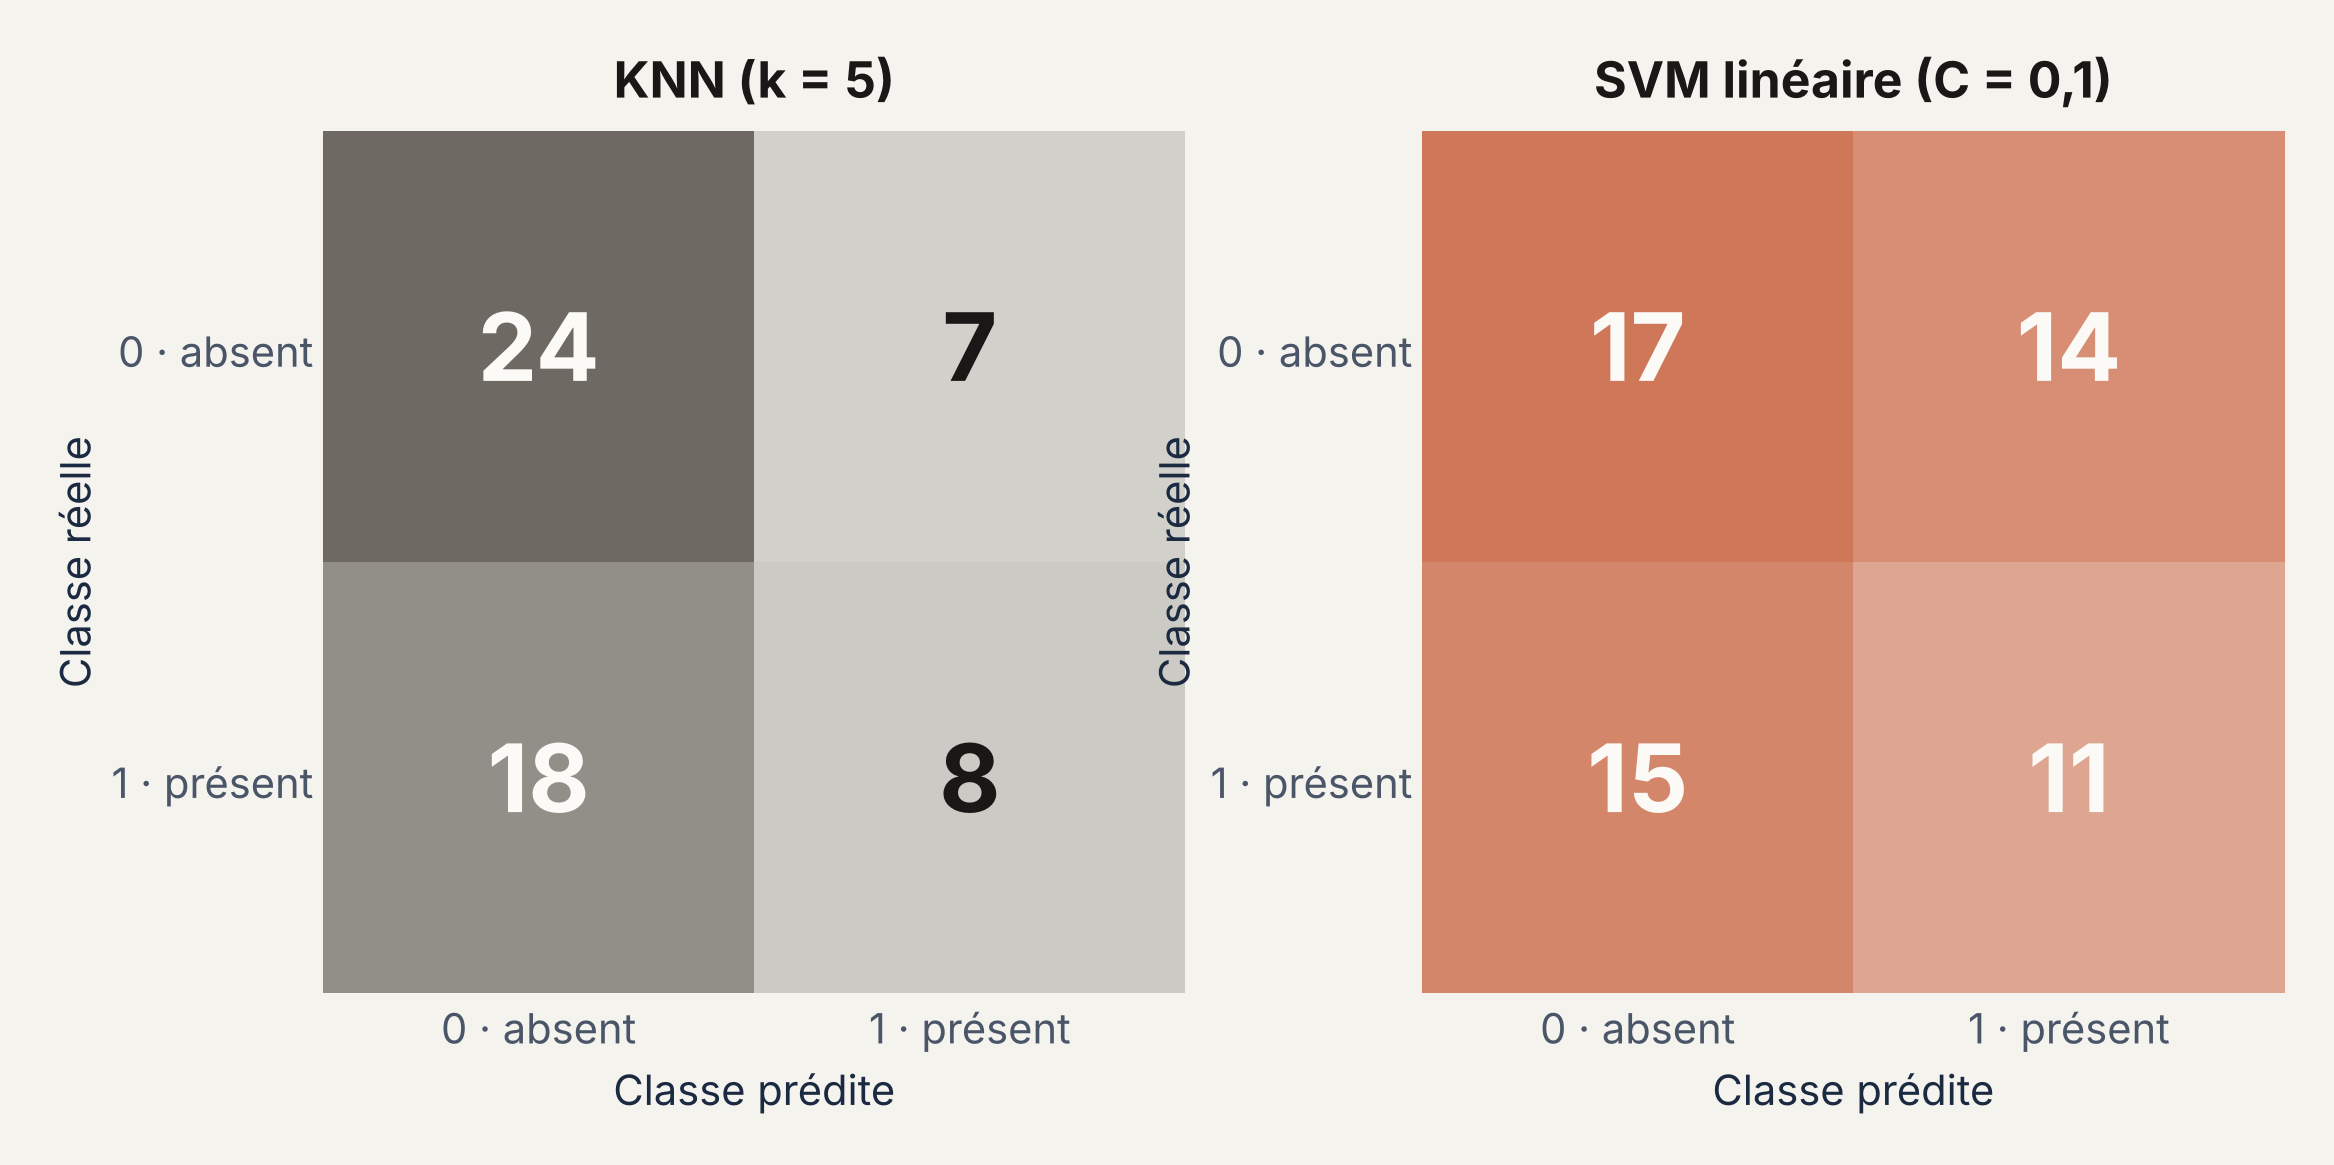 KNN (k = 5)
Classe réelle
0 · absent
24
7
1 · présent
18
8
0 · absent
1 · présent
Classe prédite
SVM linéaire (C = 0,1)
Classe réelle
0 · absent
17
14
1 · présent
15
11
0 · absent
1 · présent
Classe prédite